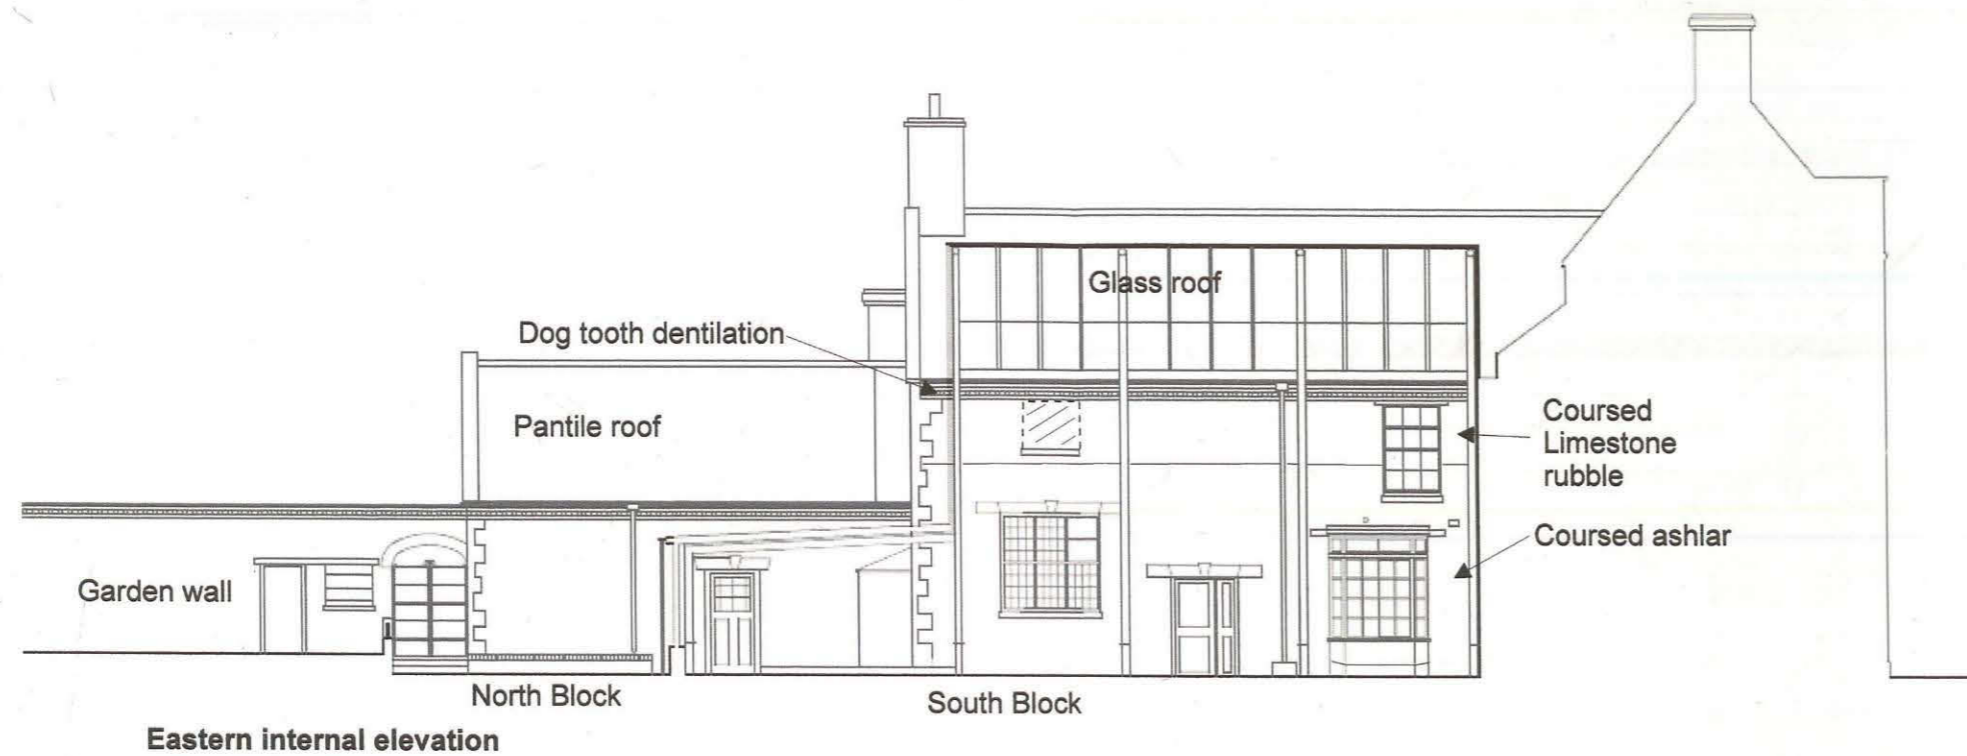 Glass roof
Dog tooth dentilation
Pantile roof
Coursed
Limestone
rubble
Coursed ashlar
Garden wall
North Block
South Block
Eastern internal elevation